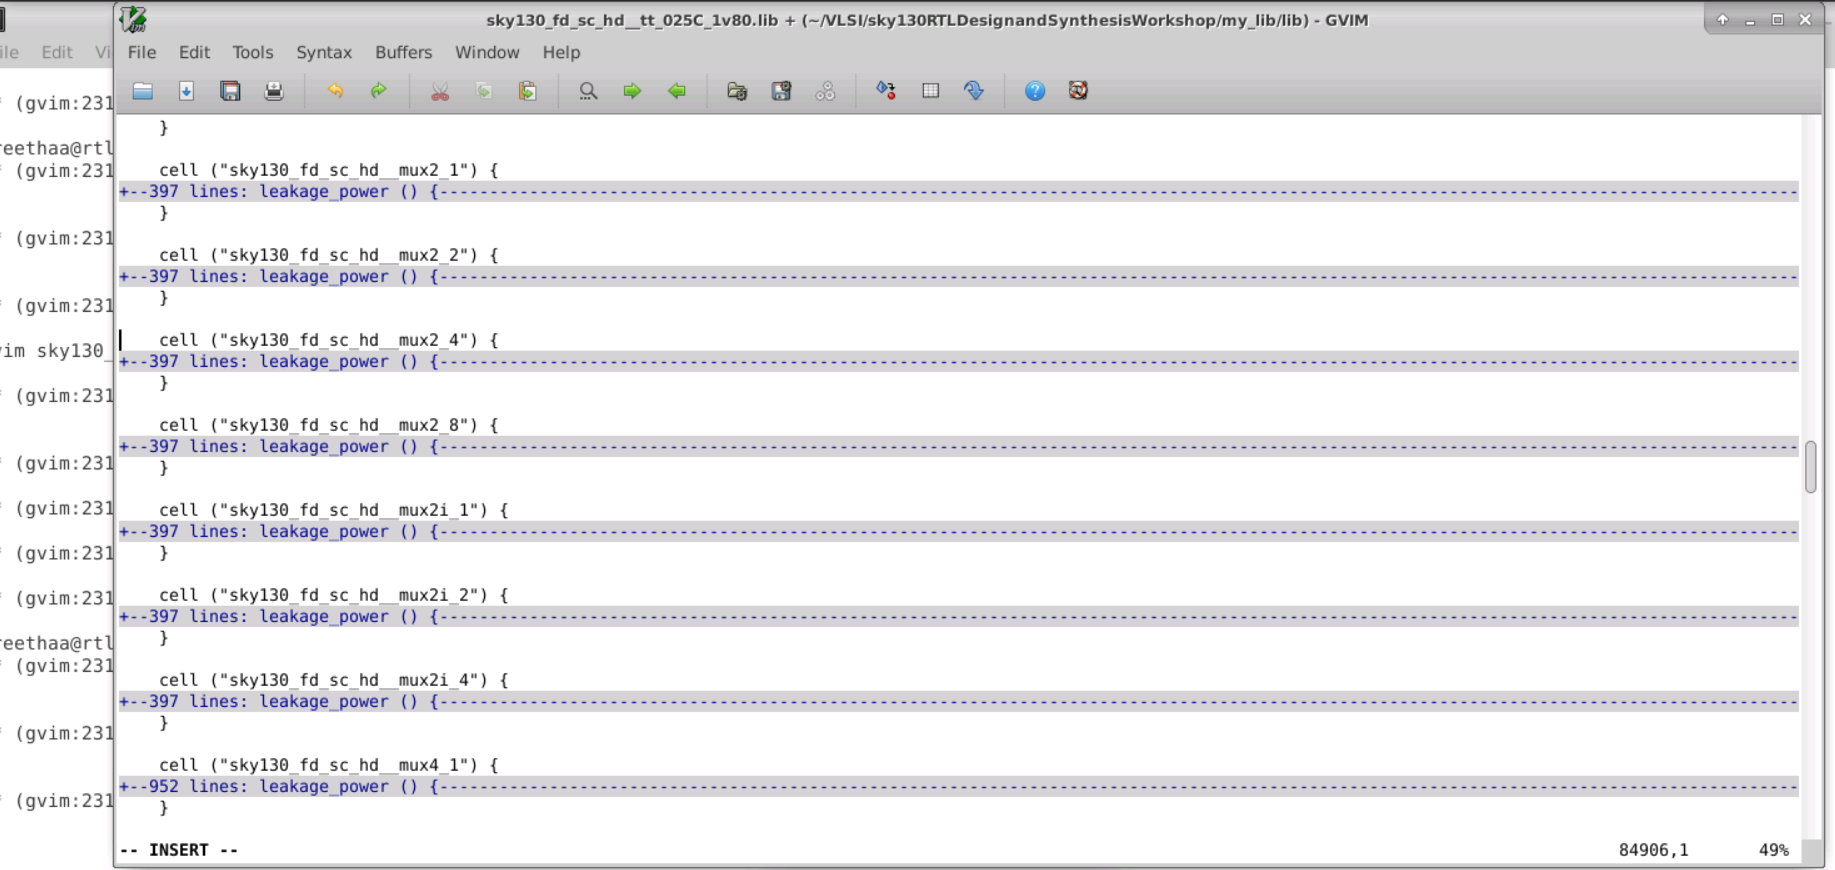 sky130_fd_sc_hd__tt_025C_1v80.lib + (~/VLSI/sky130RTLDesignandSynthesisWorkshop/my_lib/lib) - GVIM
File Edit Tools Syntax Buffers Window Help
ile Edit Vi
(gvim:231
reethaa@rtl
(gvim:231
(gvim:231
(gvim:231
vim sky130_
(gvim:231
(gvim:231
(gvim:231
(gvim:231
(gvim:231
reethaa@rtl
(gvim:231
(gvim:231
(gvim:231
}
cell ("sky130_fd_sc_hd__mux2_1") {
+--397 lines: leakage_power () {---------------------------------------------------------------
}
cell ("sky130_fd_sc_hd__mux2_2") {
+--397 lines: leakage_power () {---------------------------------------------------------------
}
cell ("sky130_fd_sc_hd__mux2_4") {
+--397 lines: leakage_power () {---------------------------------------------------------------
}
cell ("sky130_fd_sc_hd__mux2_8") {
+--397 lines: leakage_power () {---------------------------------------------------------------
}
cell ("sky130_fd_sc_hd__mux2i_1") {
+--397 lines: leakage_power () {---------------------------------------------------------------
}
cell ("sky130_fd_sc_hd__mux2i_2") {
+--397 lines: leakage_power () {---------------------------------------------------------------
}
cell ("sky130_fd_sc_hd__mux2i_4") {
+--397 lines: leakage_power () {---------------------------------------------------------------
}
cell ("sky130_fd_sc_hd__mux4_1") {
+--952 lines: leakage_power () {---------------------------------------------------------------
}
-- INSERT -- 84906,1 49%